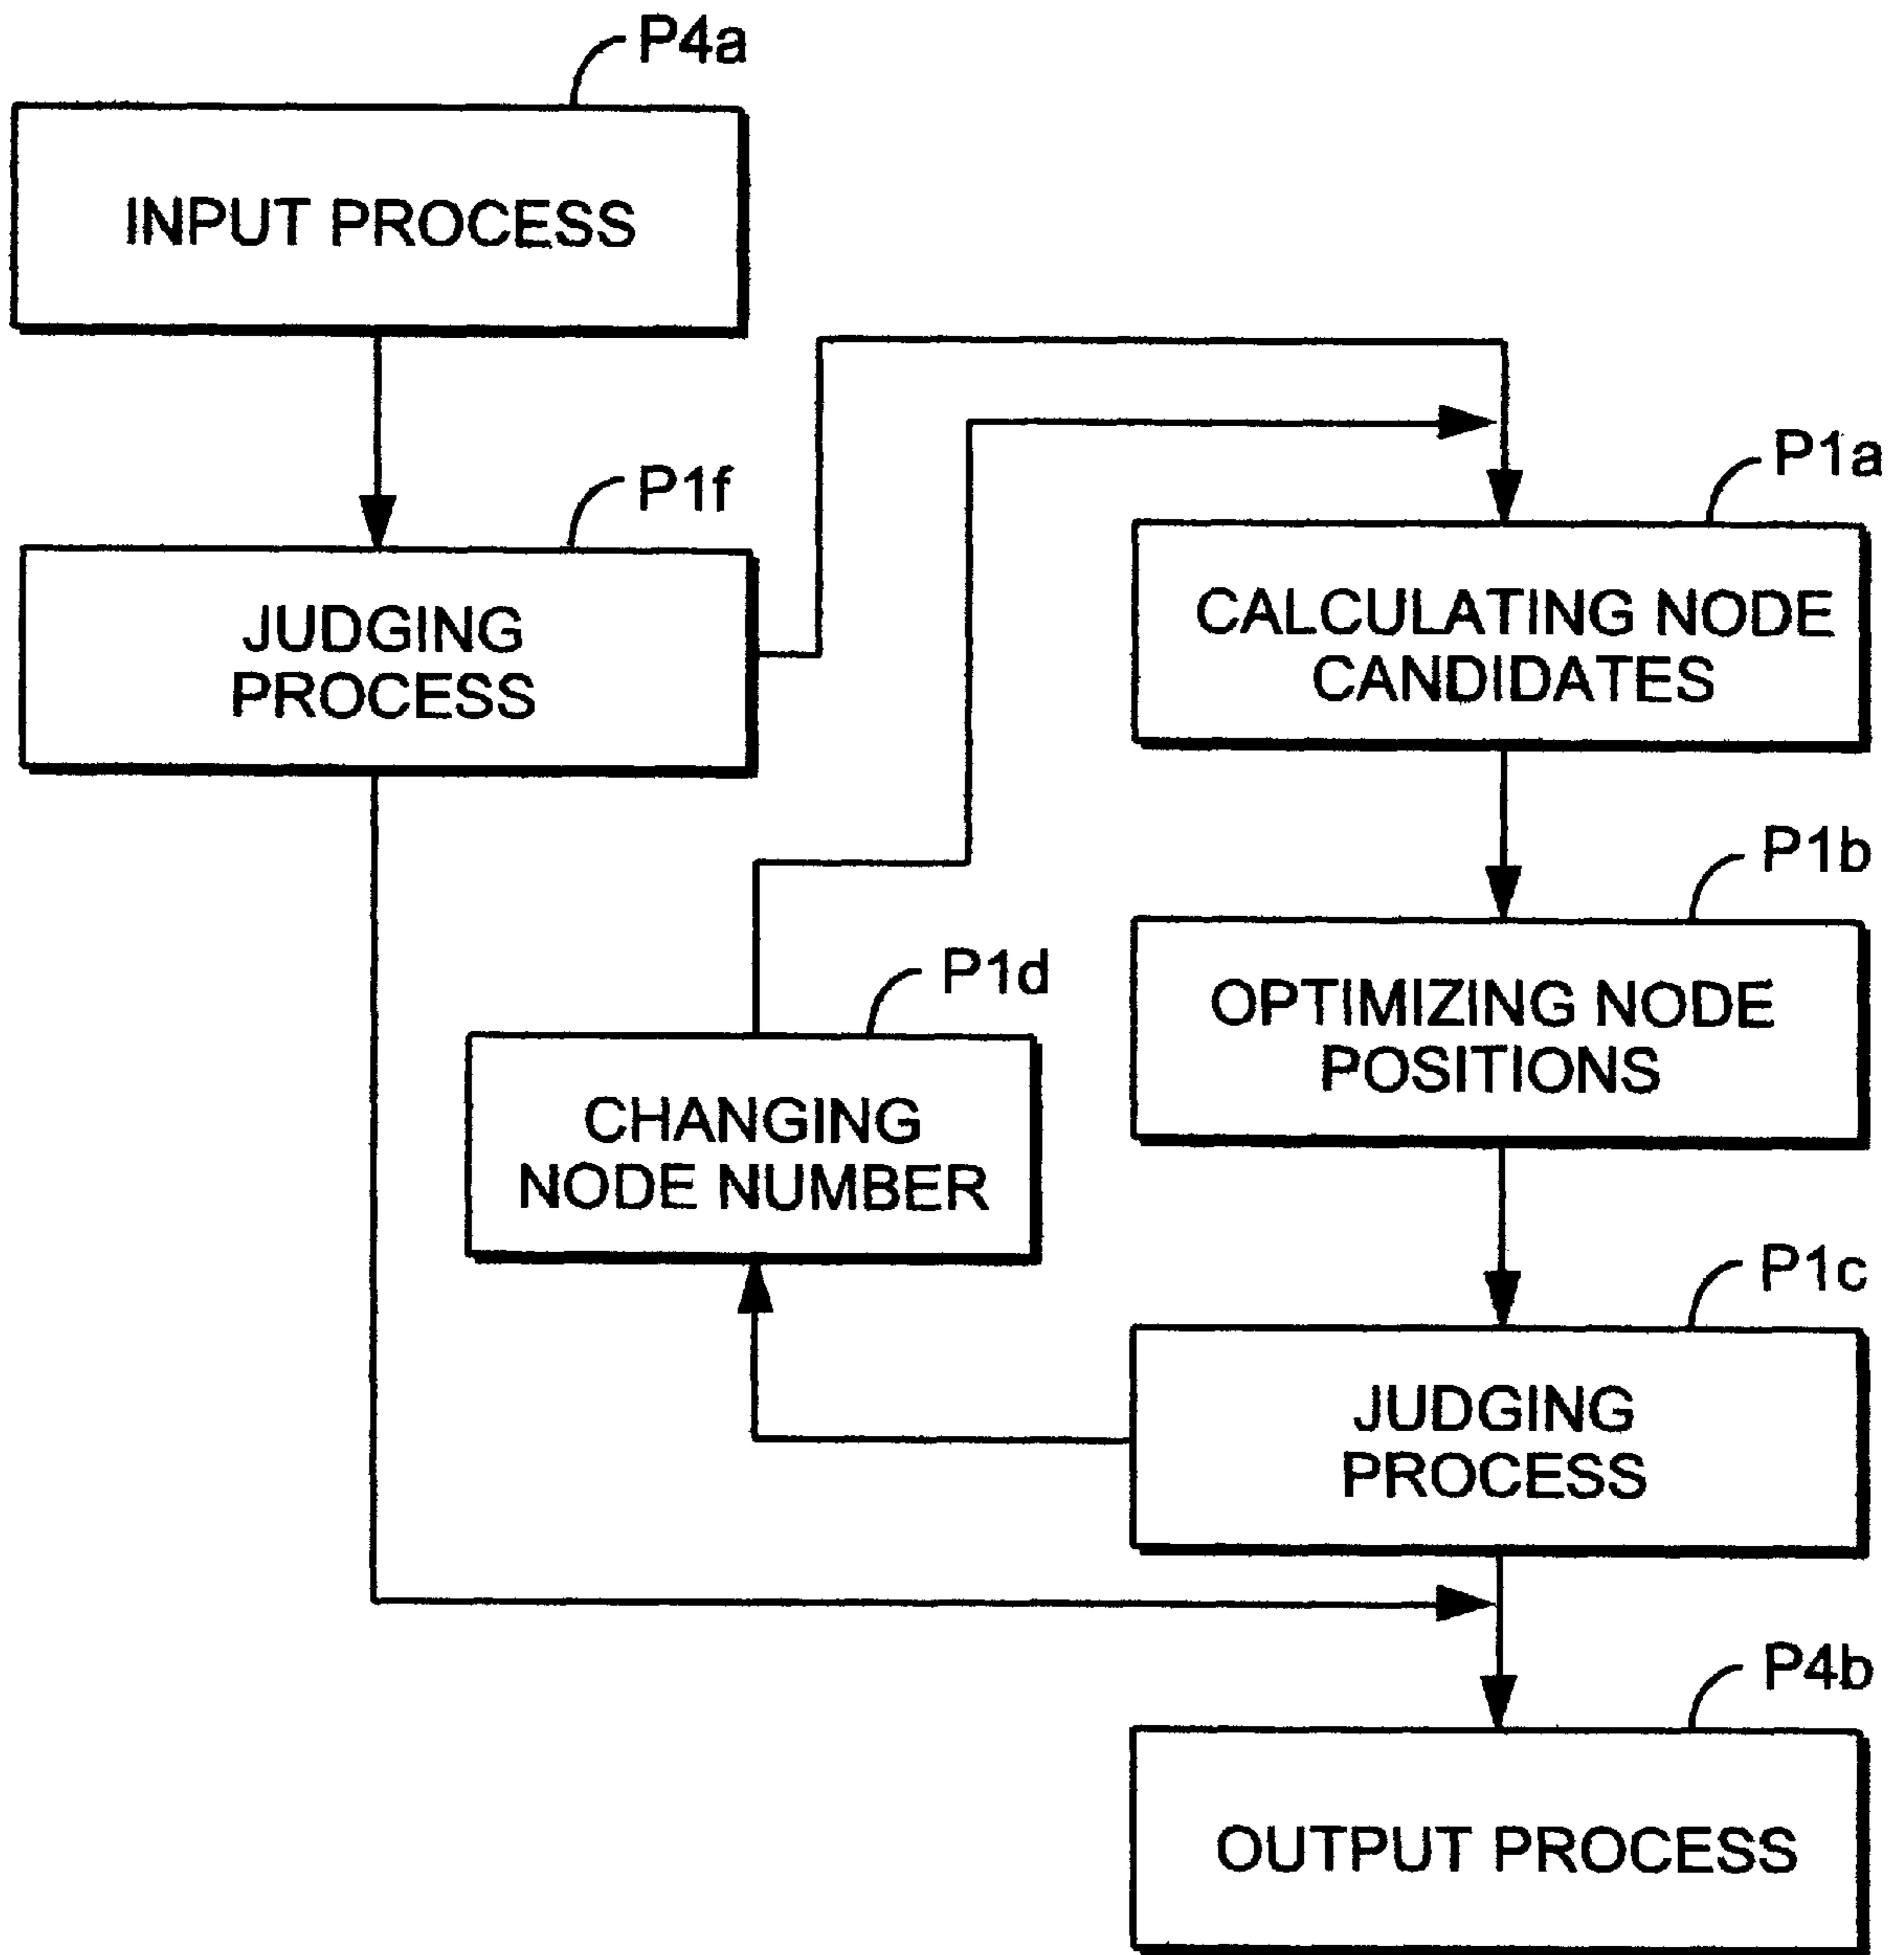 P4a
INPUT PROCESS
P1f
JUDGING
PROCESS
P1a
CALCULATING NODE
CANDIDATES
P1b
OPTIMIZING NODE
POSITIONS
P1d
CHANGING
NODE NUMBER
P1c
JUDGING
PROCESS
P4b
OUTPUT PROCESS